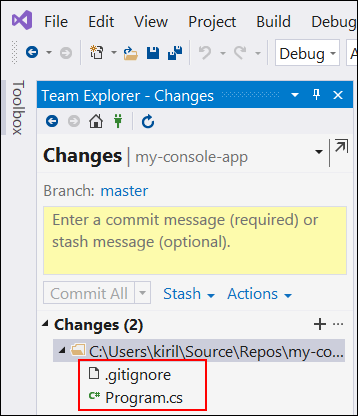 File Edit View Project Build Debug
Debug
Toolbox
Team Explorer - Changes
Changes | my-console-app
Branch: master
Enter a commit message (required) or
stash message (optional).
Commit All Stash Actions
Changes (2)
C:\Users\kiril\Source\Repos\my-co...
.gitignore
C# Program.cs